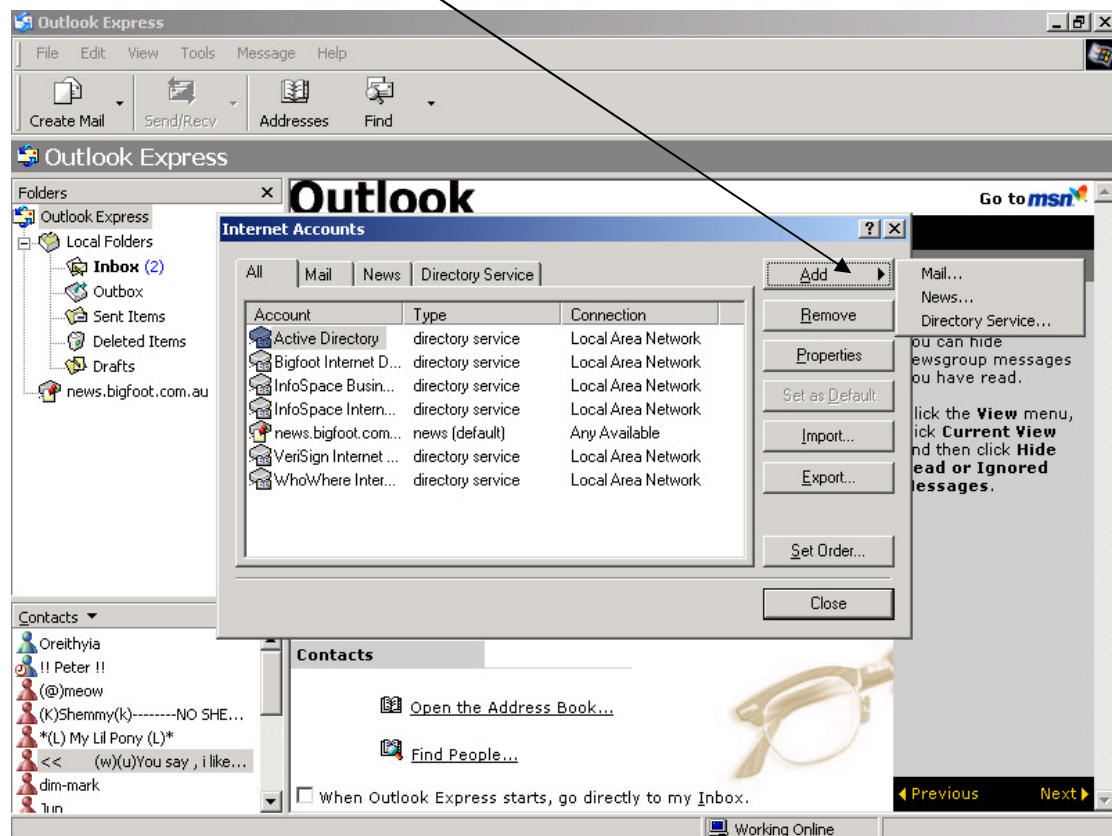 Outlook Express
File Edit View Tools Message Help
Create Mail Send/Recv Addresses Find
Outlook Express
Folders
Outlook Express
Local Folders
Inbox (2)
Outbox
Sent Items
Deleted Items
Drafts
news.bigfoot.com.au
Outlook
Go to msn
Internet Accounts
All Mail News Directory Service
Account Type Connection
Active Directory directory service Local Area Network
Bigfoot Internet D... directory service Local Area Network
InfoSpace Busin... directory service Local Area Network
InfoSpace Intern... directory service Local Area Network
news.bigfoot.com... news (default) Any Available
VeriSign Internet ... directory service Local Area Network
WhoWhere Inter... directory service Local Area Network
Add
Remove
Properties
Set as Default
Import...
Export...
Set Order...
Close
Mail...
News...
Directory Service...
ou can hide
ewsgroup messages
ou have read.
lick the View menu,
ick Current View
nd then click Hide
ead or Ignored
lessages.
Contacts
Oreithyia
!! Peter !!
(@)meow
(K)Shemmy(k)--------NO SHE...
*(L) My Lil Pony (L)*
<< (w)(u)You say , i like...
dim-mark
Jun
Contacts
Open the Address Book...
Find People...
When Outlook Express starts, go directly to my Inbox.
Previous Next
Working Online